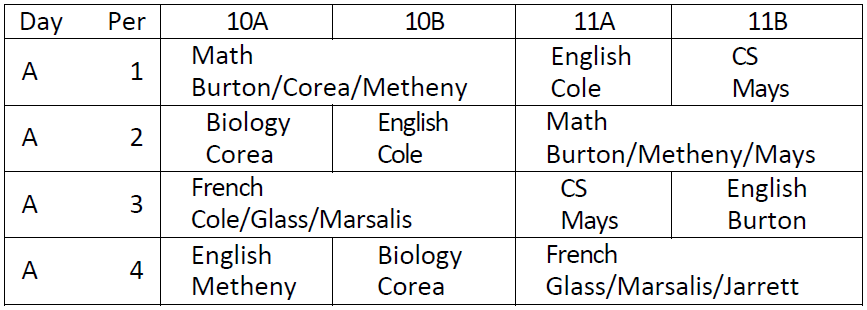 Day Per 10A 10B 11A 11B
A 1 Math English CS
Burton/Corea/Metheny Cole Mays
A 2 Biology English Math
Corea Cole Burton/Metheny/Mays
A 3 French CS English
Cole/Glass/Marsalis Mays Burton
A 4 English Biology French
Metheny Corea Glass/Marsalis/Jarrett